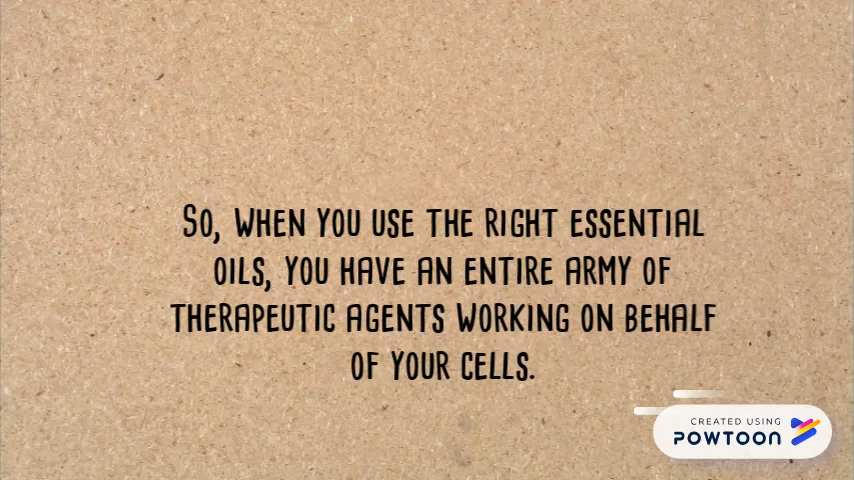 So, when you use the right essential
oils, you have an entire army of
therapeutic agents working on behalf
of your cells.
CREATED USING
POWTOON